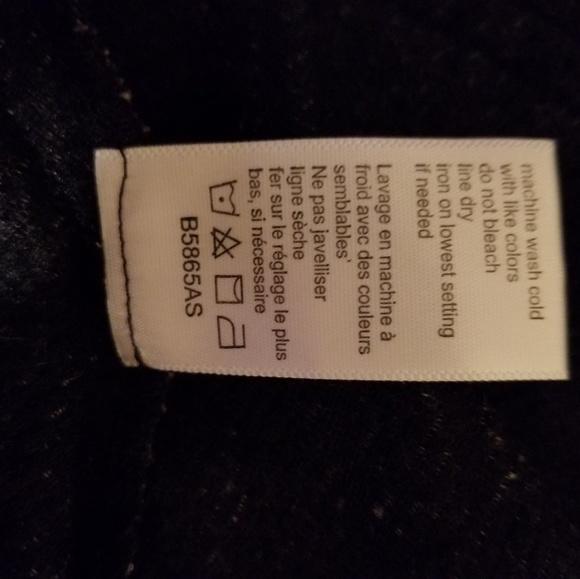 machine wash cold
with like colors
do not bleach
line dry
iron on lowest setting
if needed
Lavage en machine à
froid avec des couleurs
semblables'
Ne pas javelliser
ligne sèche
fer sur le réglage le plus
bas, si nécessaire
B5865AS